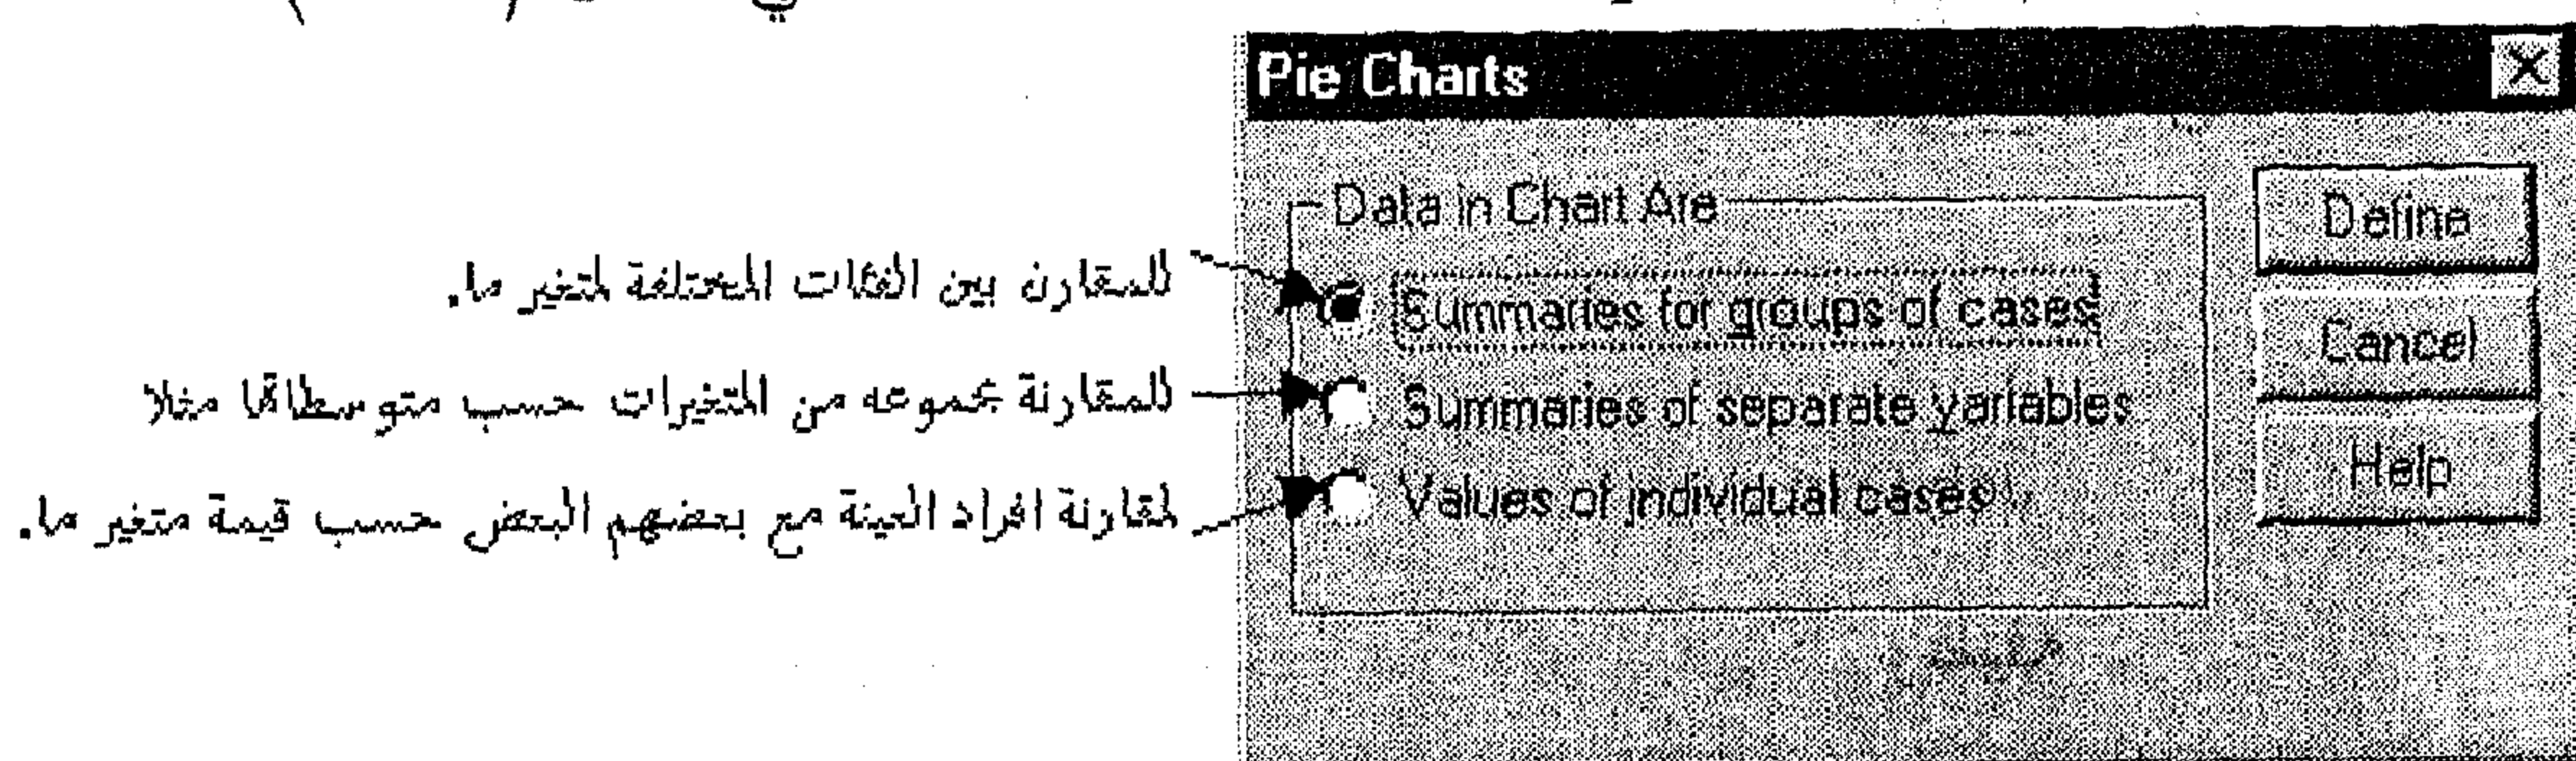 Pie Charts
Data in Chart Are
Define
للمقارن بين الفئات المختلفة لمتغير ما.
Summaries for groups of cases
Cancel
للمقارنة مجموعه من المتغيرات حسب متوسطاتها مثلا
Summaries of separate variables
Help
لمقارنة افراد العينة مع بعضهم البعض حسب قيمة متغير ما.
Values of individual cases